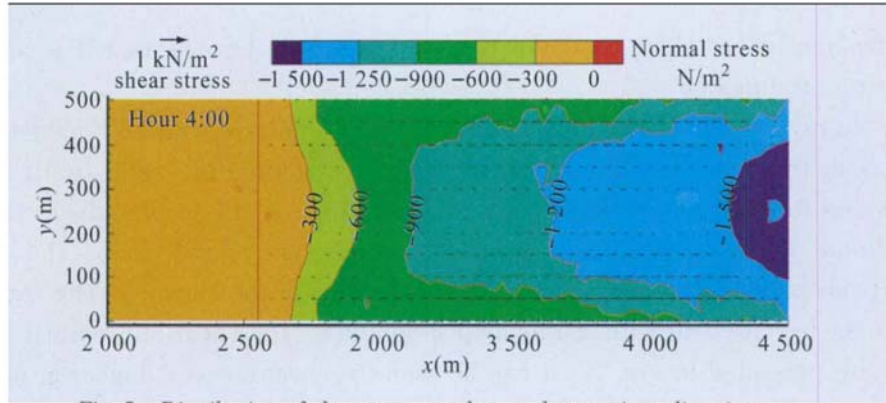 1 kN/m²
shear stress
Normal stress
N/m²
−1 500−1 250−900 −600 −300 0
Hour 4:00
500
400
300
200
100
0
y(m)
−300
−600
−900
−1 200
−1 500
2 000 2 500 2 000 3 500 4 000 4 500
x(m)